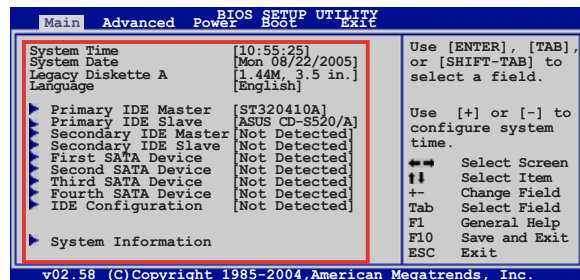 BIOS SETUP UTILITY
Main Advanced Power Boot Exit
System Time [10:55:25]
System Date [Mon 08/22/2005]
Legacy Diskette A [1.44M, 3.5 in.]
Language [English]
Primary IDE Master [ST320410A]
Primary IDE Slave [ASUS CD-S520/A]
Secondary IDE Master [Not Detected]
Secondary IDE Slave [Not Detected]
First SATA Device [Not Detected]
Second SATA Device [Not Detected]
Third SATA Device [Not Detected]
Fourth SATA Device [Not Detected]
IDE Configuration [Not Detected]
System Information
Use [ENTER], [TAB],
or [SHIFT-TAB] to
select a field.
Use [+] or [-] to
configure system
time.
Select Screen
Select Item
+- Change Field
Tab Select Field
F1 General Help
F10 Save and Exit
ESC Exit
v02.58 (C)Copyright 1985-2004,American Megatrends, Inc.